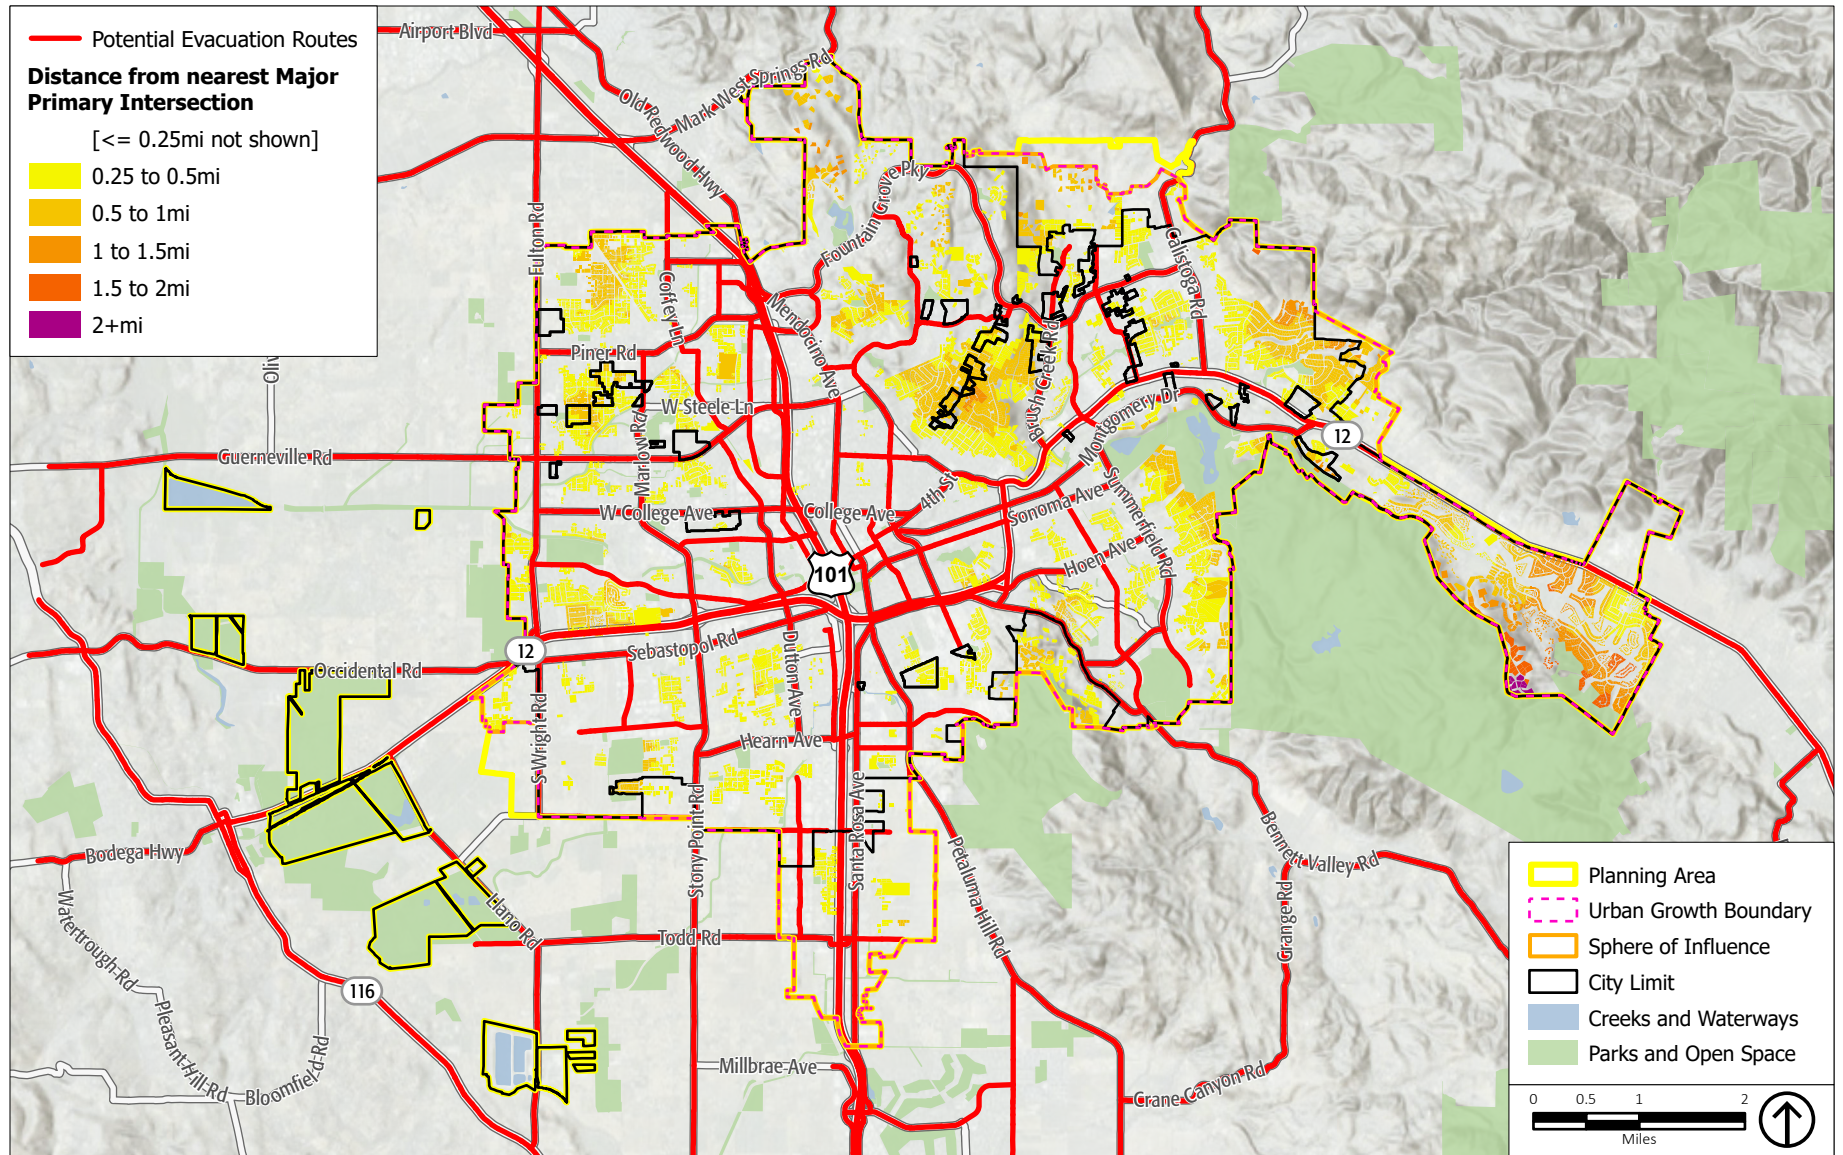 Potential Evacuation Routes
Distance from nearest Major
Primary Intersection
[<= 0.25mi not shown]
0.25 to 0.5mi
0.5 to 1mi
1 to 1.5mi
1.5 to 2mi
2+mi
Airport Blvd
Old Redwood Hwy
Mark West Springs Rd
Fountain Grove Pky
Fulton Rd
Coffey Ln
Mendocino Ave
Calistoga Rd
Piner Rd
Brush Creek Rd
W Steele Ln
Marlow Rd
Montgomery Dr
12
Guerneville Rd
4th St
Summerfield Rd
Sonoma Ave
W College Ave
College Ave
Hoen Ave
101
12
Sebastopol Rd
Dutton Ave
Occidental Rd
S Wright Rd
Hearn Ave
Stony Point Rd
Santa Rosa Ave
Petaluma Hill Rd
Bennett Valley Rd
Grange Rd
Bodega Hwy
Watertrough Rd
Llano Rd
Todd Rd
116
Pleasant Hill Rd
Bloomfield Rd
Millbrae Ave
Crane Canyon Rd
Planning Area
Urban Growth Boundary
Sphere of Influence
City Limit
Creeks and Waterways
Parks and Open Space
0 0.5 1 2
Miles